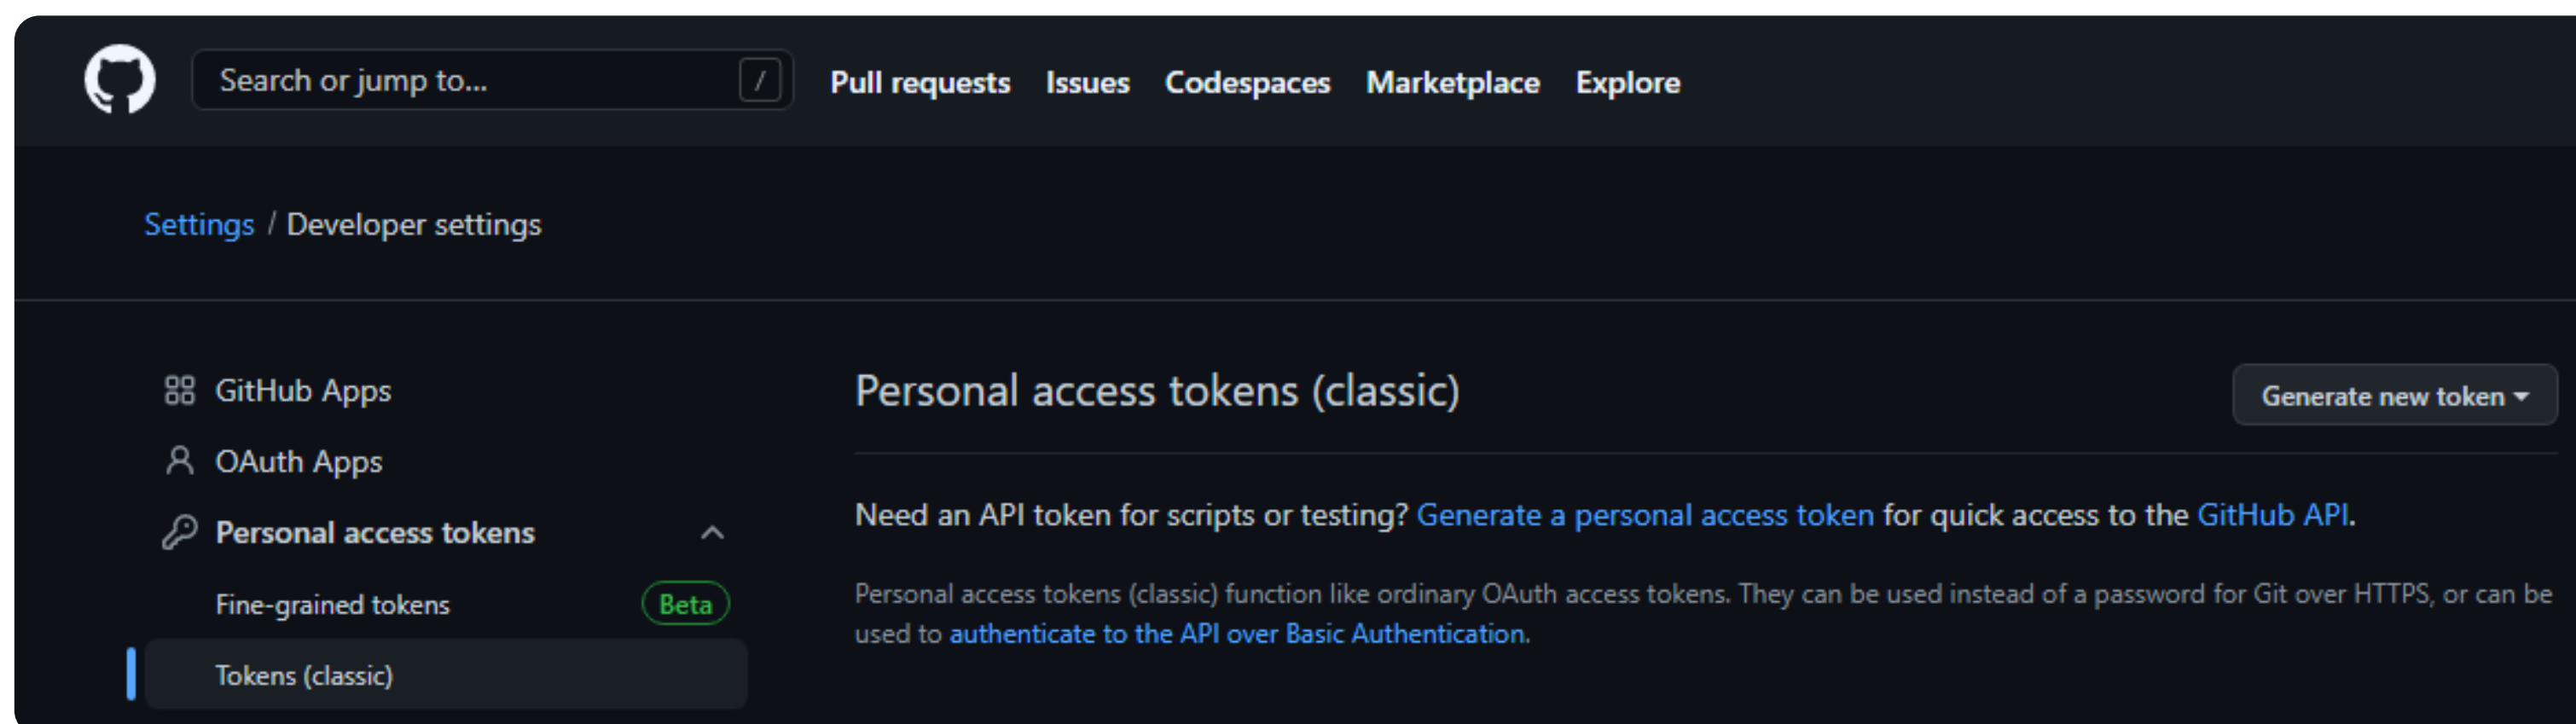 Search or jump to... /
Pull requests Issues Codespaces Marketplace Explore
Settings / Developer settings
GitHub Apps
OAuth Apps
Personal access tokens
Fine-grained tokens Beta
Tokens (classic)
Personal access tokens (classic)
Generate new token
Need an API token for scripts or testing? Generate a personal access token for quick access to the GitHub API.
Personal access tokens (classic) function like ordinary OAuth access tokens. They can be used instead of a password for Git over HTTPS, or can be
used to authenticate to the API over Basic Authentication.